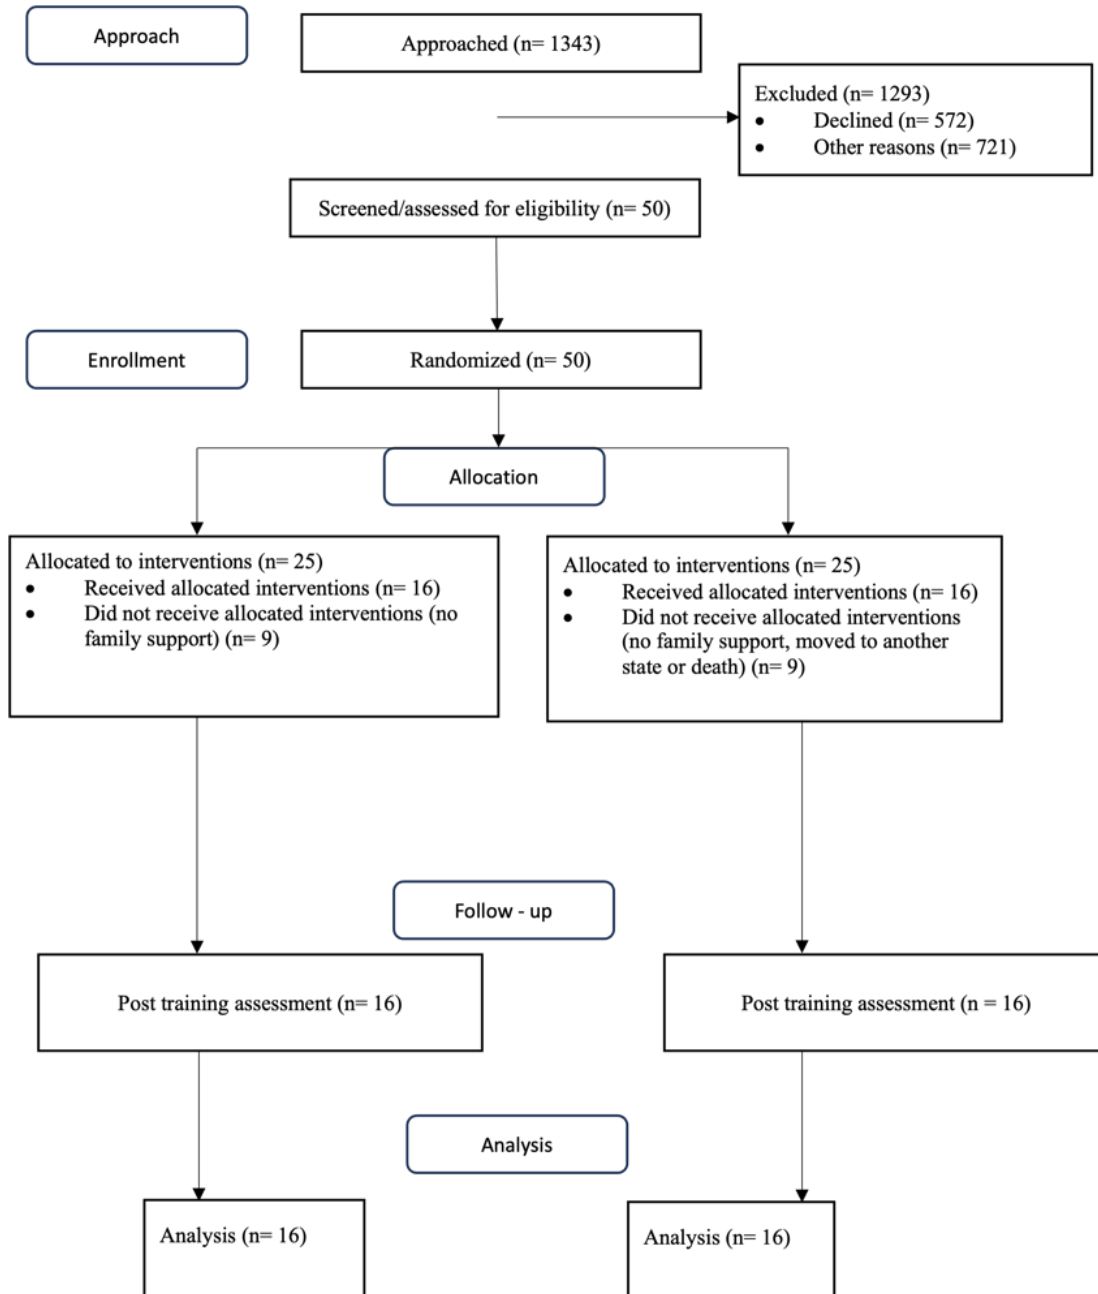 Approach
Approached (n= 1343)
Excluded (n= 1293)
• Declined (n= 572)
• Other reasons (n= 721)
Screened/assessed for eligibility (n= 50)
Enrollment
Randomized (n= 50)
Allocation
Allocated to interventions (n= 25)
• Received allocated interventions (n= 16)
• Did not receive allocated interventions (no
family support) (n= 9)
Allocated to interventions (n= 25)
• Received allocated interventions (n= 16)
• Did not receive allocated interventions
(no family support, moved to another
state or death) (n= 9)
Follow - up
Post training assessment (n= 16)
Post training assessment (n = 16)
Analysis
Analysis (n= 16)
Analysis (n= 16)